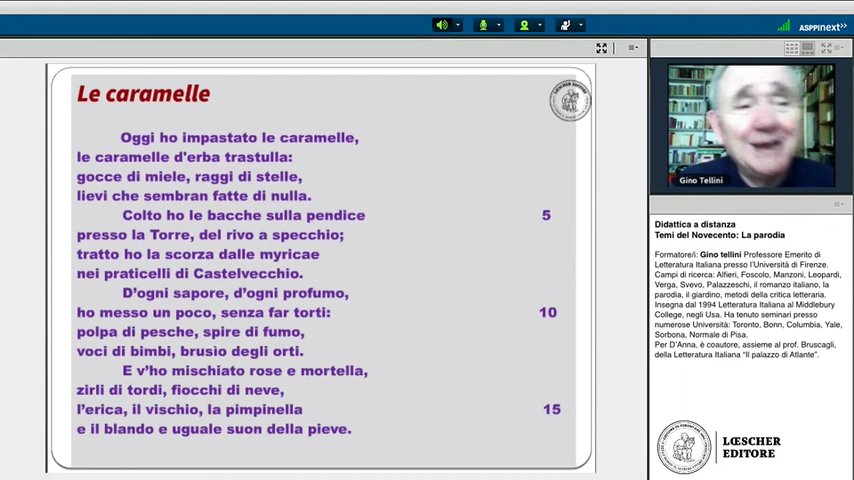 ASPPInext»
Le caramelle
Oggi ho impastato le caramelle,
le caramelle d'erba trastulla:
gocce di miele, raggi di stelle,
lievi che sembran fatte di nulla.
Colto ho le bacche sulla pendice
5
presso la Torre, del rivo a specchio;
tratto ho la scorza dalle myricae
nei praticelli di Castelvecchio.
D'ogni sapore, d'ogni profumo,
ho messo un poco, senza far torti:
10
polpa di pesche, spire di fumo,
voci di bimbi, brusio degli orti.
E v'ho mischiato rose e mortella,
zirli di tordi, fiocchi di neve,
l'erica, il vischio, la pimpinella
15
e il blando e uguale suon della pieve.
Gino Tellini
Didattica a distanza
Temi del Novecento: La parodia
Formatore/i: Gino tellini Professore Emerito di
Letteratura Italiana presso l'Università di Firenze.
Campi di ricerca: Alfieri, Foscolo, Manzoni, Leopardi,
Verga, Svevo, Palazzeschi, il romanzo italiano, la
parodia, il giardino, metodi della critica letteraria.
Insegna dal 1994 Letteratura Italiana al Middlebury
College, negli Usa. Ha tenuto seminari presso
numerose Università: Toronto, Bonn, Columbia, Yale,
Sorbona, Normale di Pisa.
Per D'Anna, è coautore, assieme al prof. Bruscagli,
della Letteratura Italiana "Il palazzo di Atlante".
LŒSCHER
EDITORE